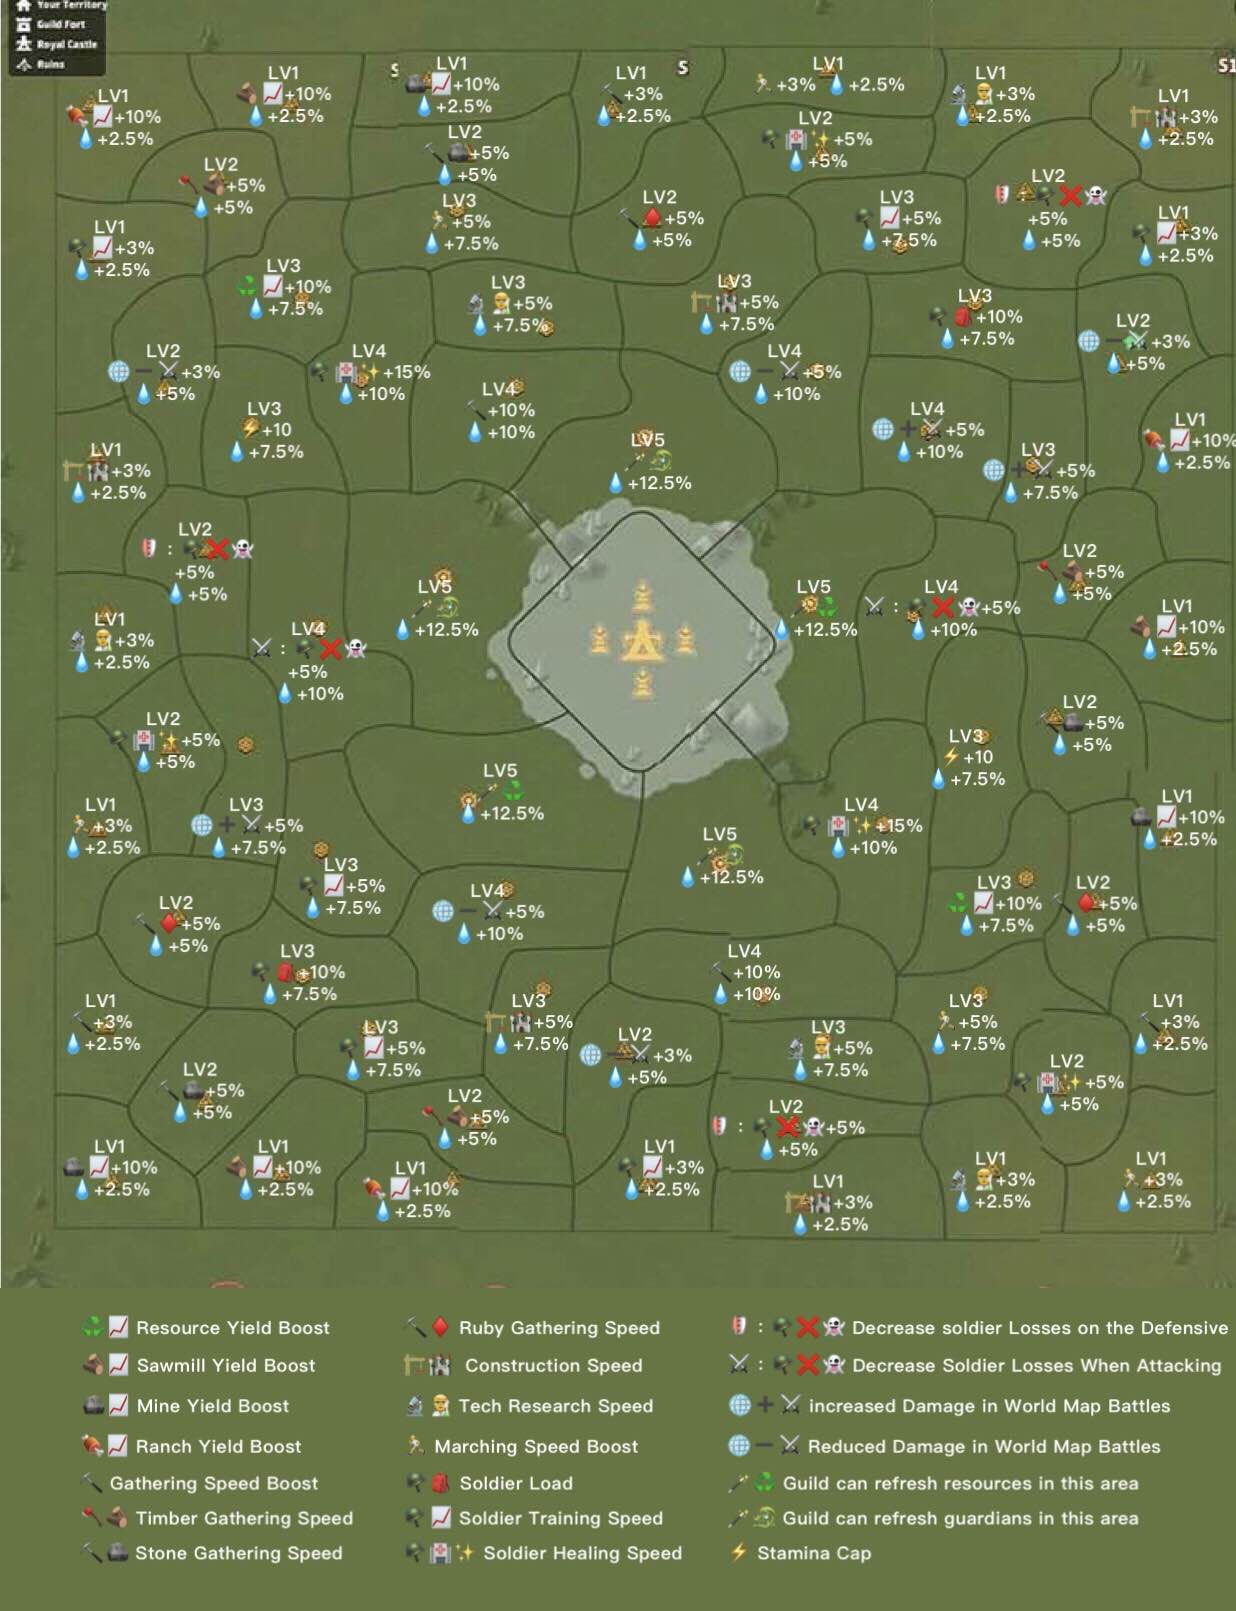 Your Territory
Guild Fort
Royal Castle
Ruins
S
S
S1
LV1
+10%
+2.5%
LV1
+10%
+2.5%
LV1
+10%
+2.5%
LV1
+3%
+2.5%
LV1
+3% +2.5%
LV1
+3%
+2.5%
LV1
+3%
+2.5%
LV2
+5%
+5%
LV2
+5%
+5%
LV2
+5%
+5%
LV2
+5%
+5%
LV1
+3%
+2.5%
LV3
+5%
+7.5%
LV2
+5%
+5%
LV3
+5%
+7.5%
LV1
+3%
+2.5%
LV3
+10%
+7.5%
LV3
+5%
+7.5%
LV3
+5%
+7.5%
LV3
+10%
+7.5%
LV2
+3%
+5%
LV2
+3%
+5%
LV4
+15%
+10%
LV4
+10%
+10%
LV4
+5%
+10%
LV3
+10
+7.5%
LV5
+12.5%
LV4
+5%
+10%
LV3
+5%
+7.5%
LV1
+10%
+2.5%
LV1
+3%
+2.5%
LV2
:
+5%
+5%
LV5
+12.5%
LV5
+12.5%
LV4
: +5%
+10%
LV2
+5%
+5%
LV1
+3%
+2.5%
LV4
:
+5%
+10%
LV1
+10%
+2.5%
LV2
+5%
+5%
LV3
+10
+7.5%
LV2
+5%
+5%
LV1
+3%
+2.5%
LV3
+5%
+7.5%
LV5
+12.5%
LV5
+12.5%
LV4
+15%
+10%
LV1
+10%
+2.5%
LV2
+5%
+5%
LV3
+5%
+7.5%
LV4
+5%
+10%
LV3
+10%
+7.5%
LV2
+5%
+5%
LV3
+10%
+7.5%
LV4
+10%
+10%
LV1
+3%
+2.5%
LV3
+5%
+7.5%
LV3
+5%
+7.5%
LV2
+3%
+5%
LV3
+5%
+7.5%
LV3
+5%
+7.5%
LV1
+3%
+2.5%
LV2
+5%
+5%
LV2
+5%
+5%
LV2
: +5%
+5%
LV2
+5%
+5%
LV1
+10%
+2.5%
LV1
+10%
+2.5%
LV1
+10%
+2.5%
LV1
+3%
+2.5%
LV1
+3%
+2.5%
LV1
+3%
+2.5%
LV1
+3%
+2.5%
Resource Yield Boost
Sawmill Yield Boost
Mine Yield Boost
Ranch Yield Boost
Gathering Speed Boost
Timber Gathering Speed
Stone Gathering Speed
Ruby Gathering Speed
Construction Speed
Tech Research Speed
Marching Speed Boost
Soldier Load
Soldier Training Speed
Soldier Healing Speed
: Decrease soldier Losses on the Defensive
: Decrease Soldier Losses When Attacking
increased Damage in World Map Battles
Reduced Damage in World Map Battles
Guild can refresh resources in this area
Guild can refresh guardians in this area
Stamina Cap